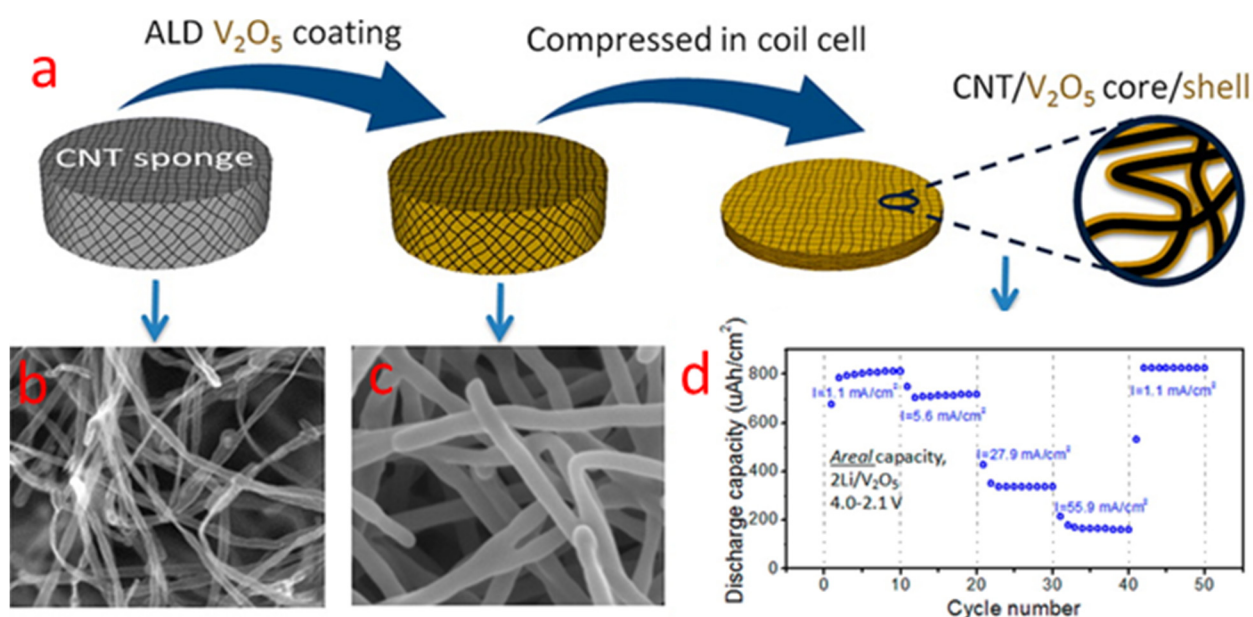 a
ALD V₂O₅ coating
Compressed in coil cell
CNT/V₂O₅ core/shell
CNT sponge
b
c
d
Discharge capacity (uAh/cm²)
800
600
400
200
0
I=1.1 mA/cm²
I=5.6 mA/cm²
I=27.9 mA/cm²
I=55.9 mA/cm²
I=1.1 mA/cm²
Areal capacity,
2Li/V₂O₅
4.0-2.1 V
0 10 20 30 40 50
Cycle number